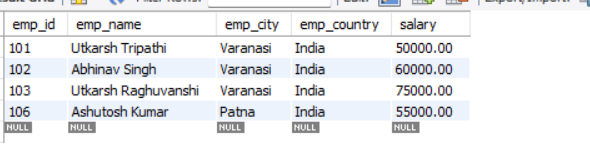 emp_id emp_name emp_city emp_country salary
101 Utkarsh Tripathi Varanasi India 50000.00
102 Abhinav Singh Varanasi India 60000.00
103 Utkarsh Raghuvanshi Varanasi India 75000.00
106 Ashutosh Kumar Patna India 55000.00
NULL NULL NULL NULL NULL